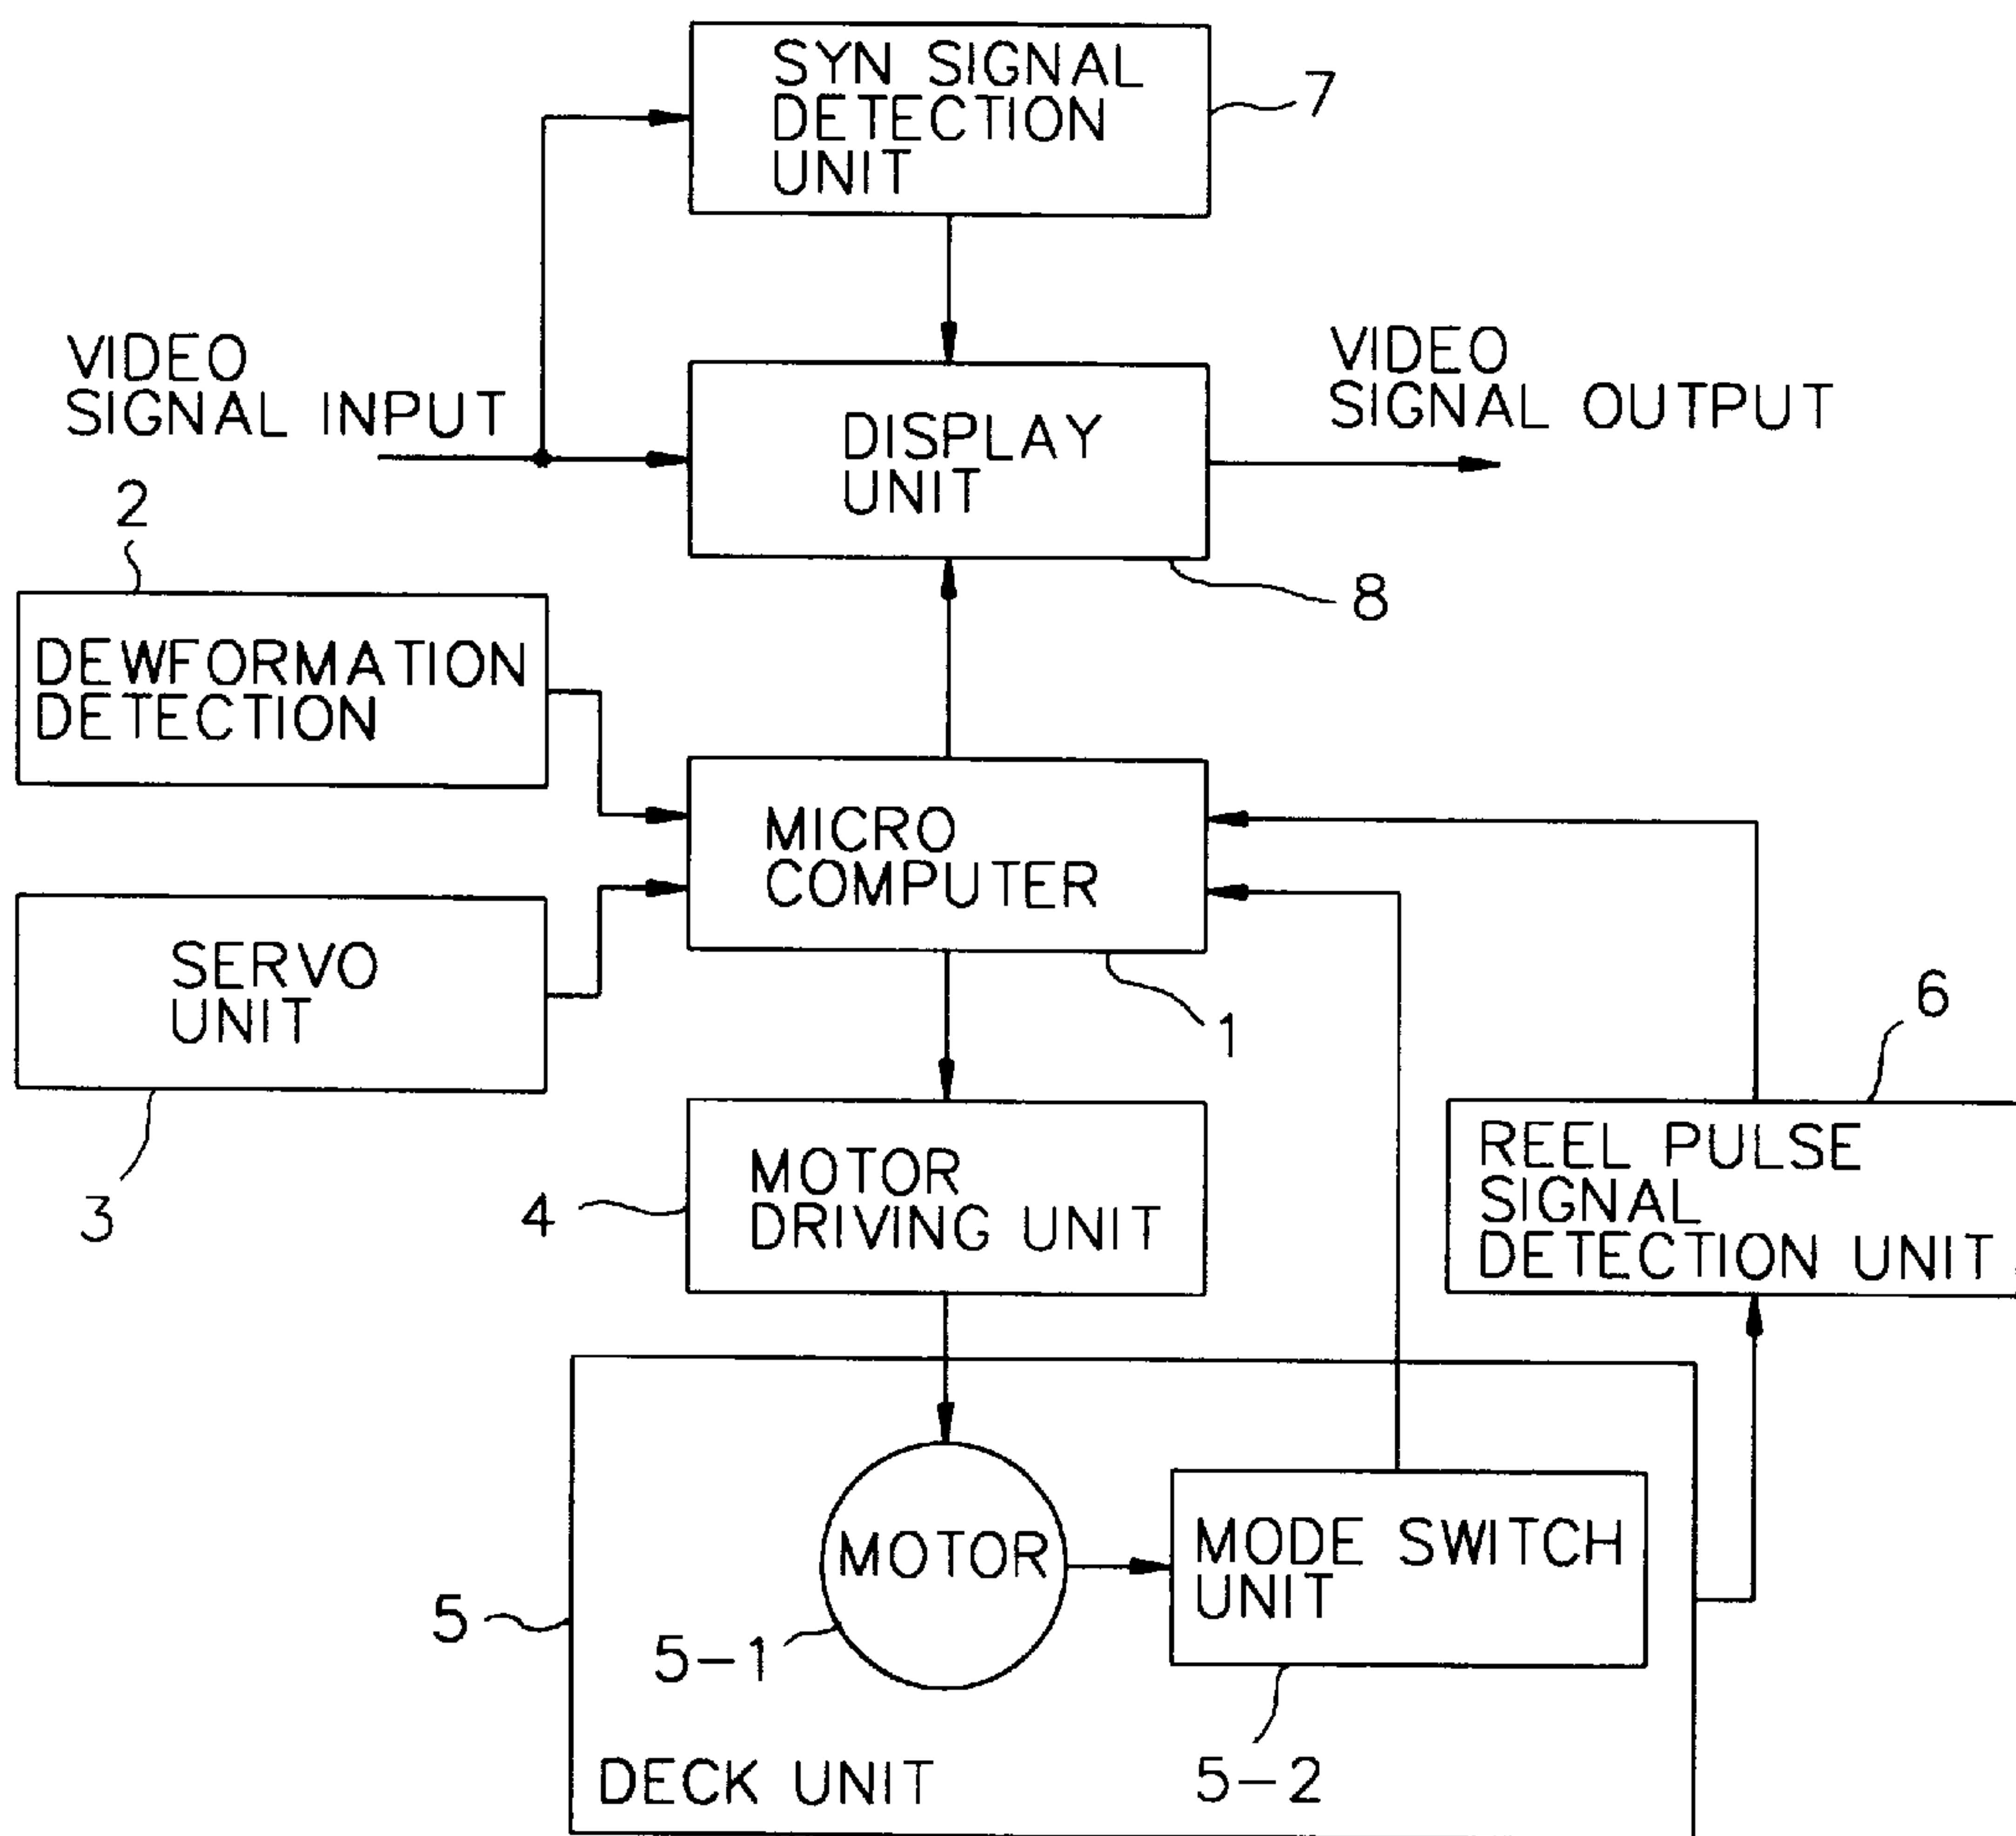 SYN SIGNAL
DETECTION
UNIT
7
VIDEO
SIGNAL INPUT
VIDEO
SIGNAL OUTPUT
DISPLAY
UNIT
2
8
DEWFORMATION
DETECTION
MICRO
COMPUTER
SERVO
UNIT
1
6
3
4
MOTOR
DRIVING UNIT
REEL PULSE
SIGNAL
DETECTION UNIT
MOTOR
MODE SWITCH
UNIT
5
5-1
5-2
DECK UNIT